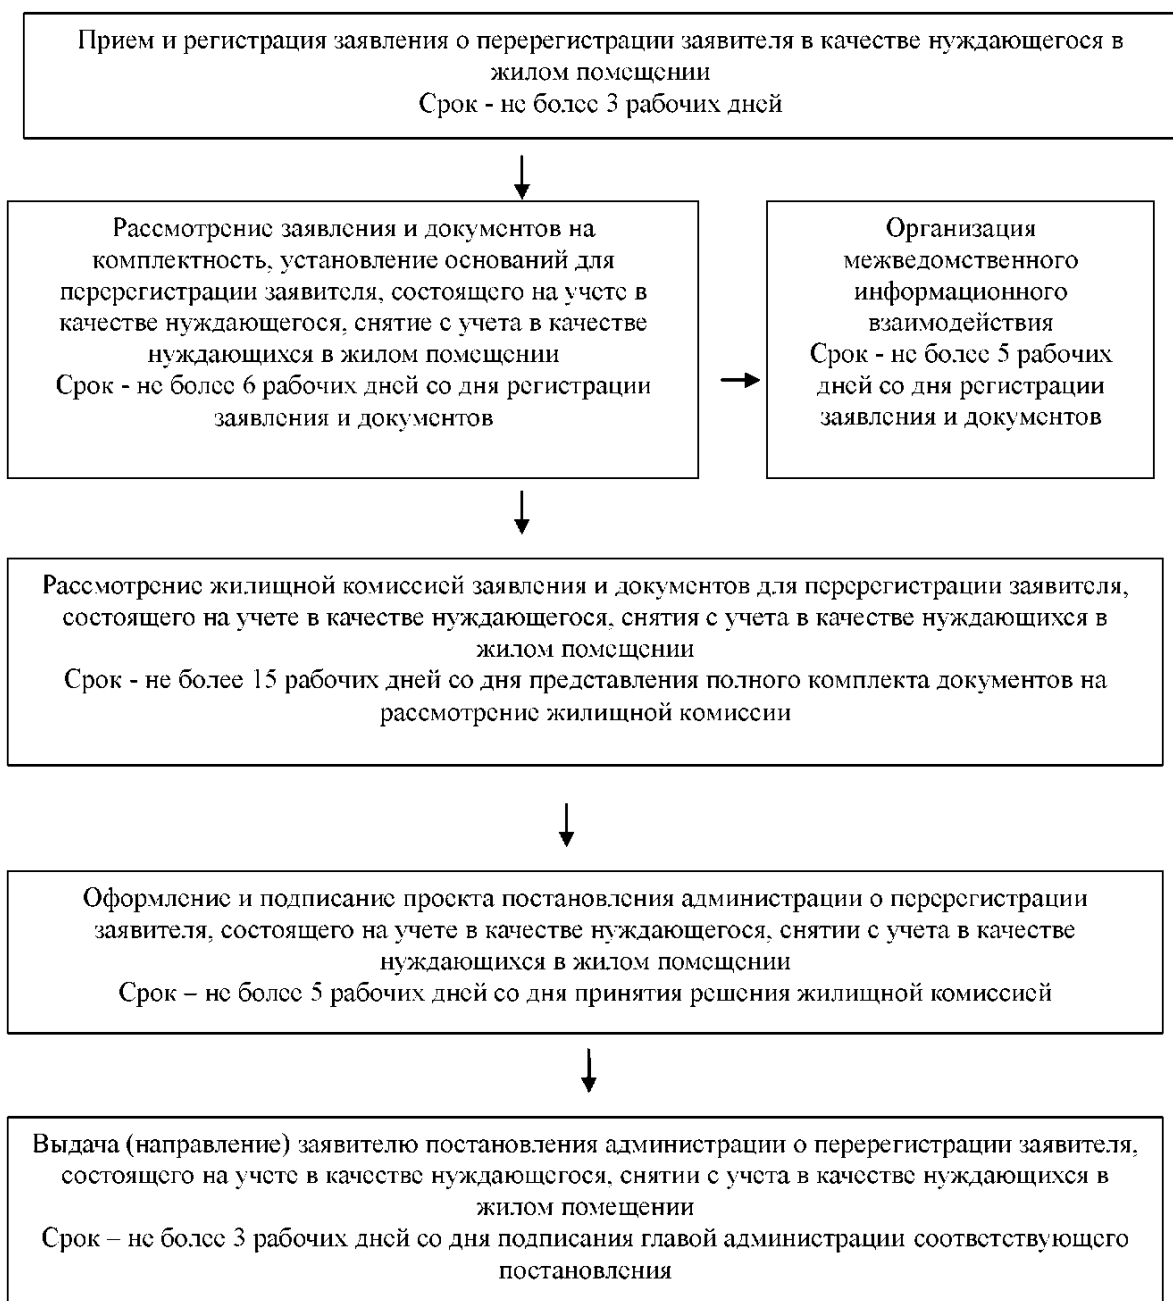 Прием и регистрация заявления о перерегистрации заявителя в качестве нуждающегося в
жилом помещении
Срок - не более 3 рабочих дней
Рассмотрение заявления и документов на
комплектность, установление оснований для
перерегистрации заявителя, состоящего на учете в
качестве нуждающегося, снятие с учета в качестве
нуждающихся в жилом помещении
Срок - не более 6 рабочих дней со дня регистрации
заявления и документов
Организация
межведомственного
информационного
взаимодействия
Срок - не более 5 рабочих
дней со дня регистрации
заявления и документов
Рассмотрение жилищной комиссией заявления и документов для перерегистрации заявителя,
состоящего на учете в качестве нуждающегося, снятия с учета в качестве нуждающихся в
жилом помещении
Срок - не более 15 рабочих дней со дня представления полного комплекта документов на
рассмотрение жилищной комиссии
Оформление и подписание проекта постановления администрации о перерегистрации
заявителя, состоящего на учете в качестве нуждающегося, снятии с учета в качестве
нуждающихся в жилом помещении
Срок – не более 5 рабочих дней со дня принятия решения жилищной комиссией
Выдача (направление) заявителю постановления администрации о перерегистрации заявителя,
состоящего на учете в качестве нуждающегося, снятии с учета в качестве нуждающихся в
жилом помещении
Срок – не более 3 рабочих дней со дня подписания главой администрации соответствующего
постановления